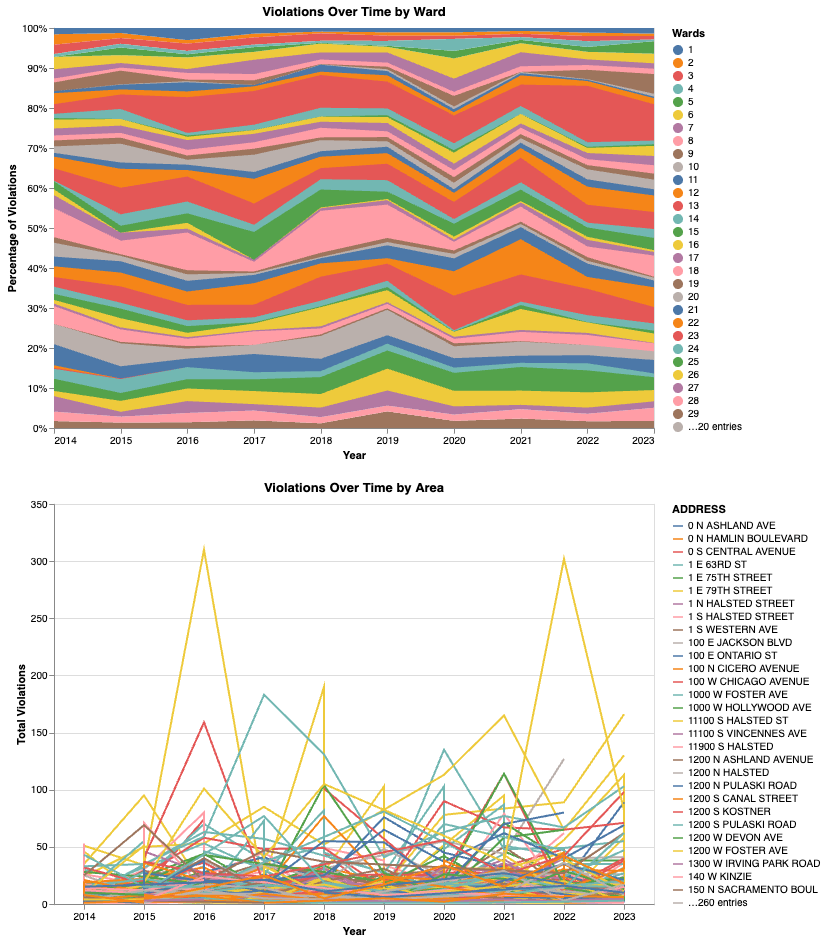 Violations Over Time by Ward
100%
90%
80%
70%
60%
50%
40%
30%
20%
10%
0%
Percentage of Violations
2014 2015 2016 2017 2018 2019 2020 2021 2022 2023
Year
Wards
1
2
3
4
5
6
7
8
9
10
11
12
13
14
15
16
17
18
19
20
21
22
23
24
25
26
27
28
29
…20 entries
Violations Over Time by Area
350
300
250
200
150
100
50
0
Total Violations
2014 2015 2016 2017 2018 2019 2020 2021 2022 2023
Year
ADDRESS
0 N ASHLAND AVE
0 N HAMLIN BOULEVARD
0 S CENTRAL AVENUE
1 E 63RD ST
1 E 75TH STREET
1 E 79TH STREET
1 N HALSTED STREET
1 S HALSTED STREET
1 S WESTERN AVE
100 E JACKSON BLVD
100 E ONTARIO ST
100 N CICERO AVENUE
100 W CHICAGO AVENUE
1000 W FOSTER AVE
1000 W HOLLYWOOD AVE
11100 S HALSTED ST
11100 S VINCENNES AVE
11900 S HALSTED
1200 N ASHLAND AVENUE
1200 N HALSTED
1200 N PULASKI ROAD
1200 S CANAL STREET
1200 S KOSTNER
1200 S PULASKI ROAD
1200 W DEVON AVE
1200 W FOSTER AVE
1300 W IRVING PARK ROAD
140 W KINZIE
150 N SACRAMENTO BOUL
…260 entries